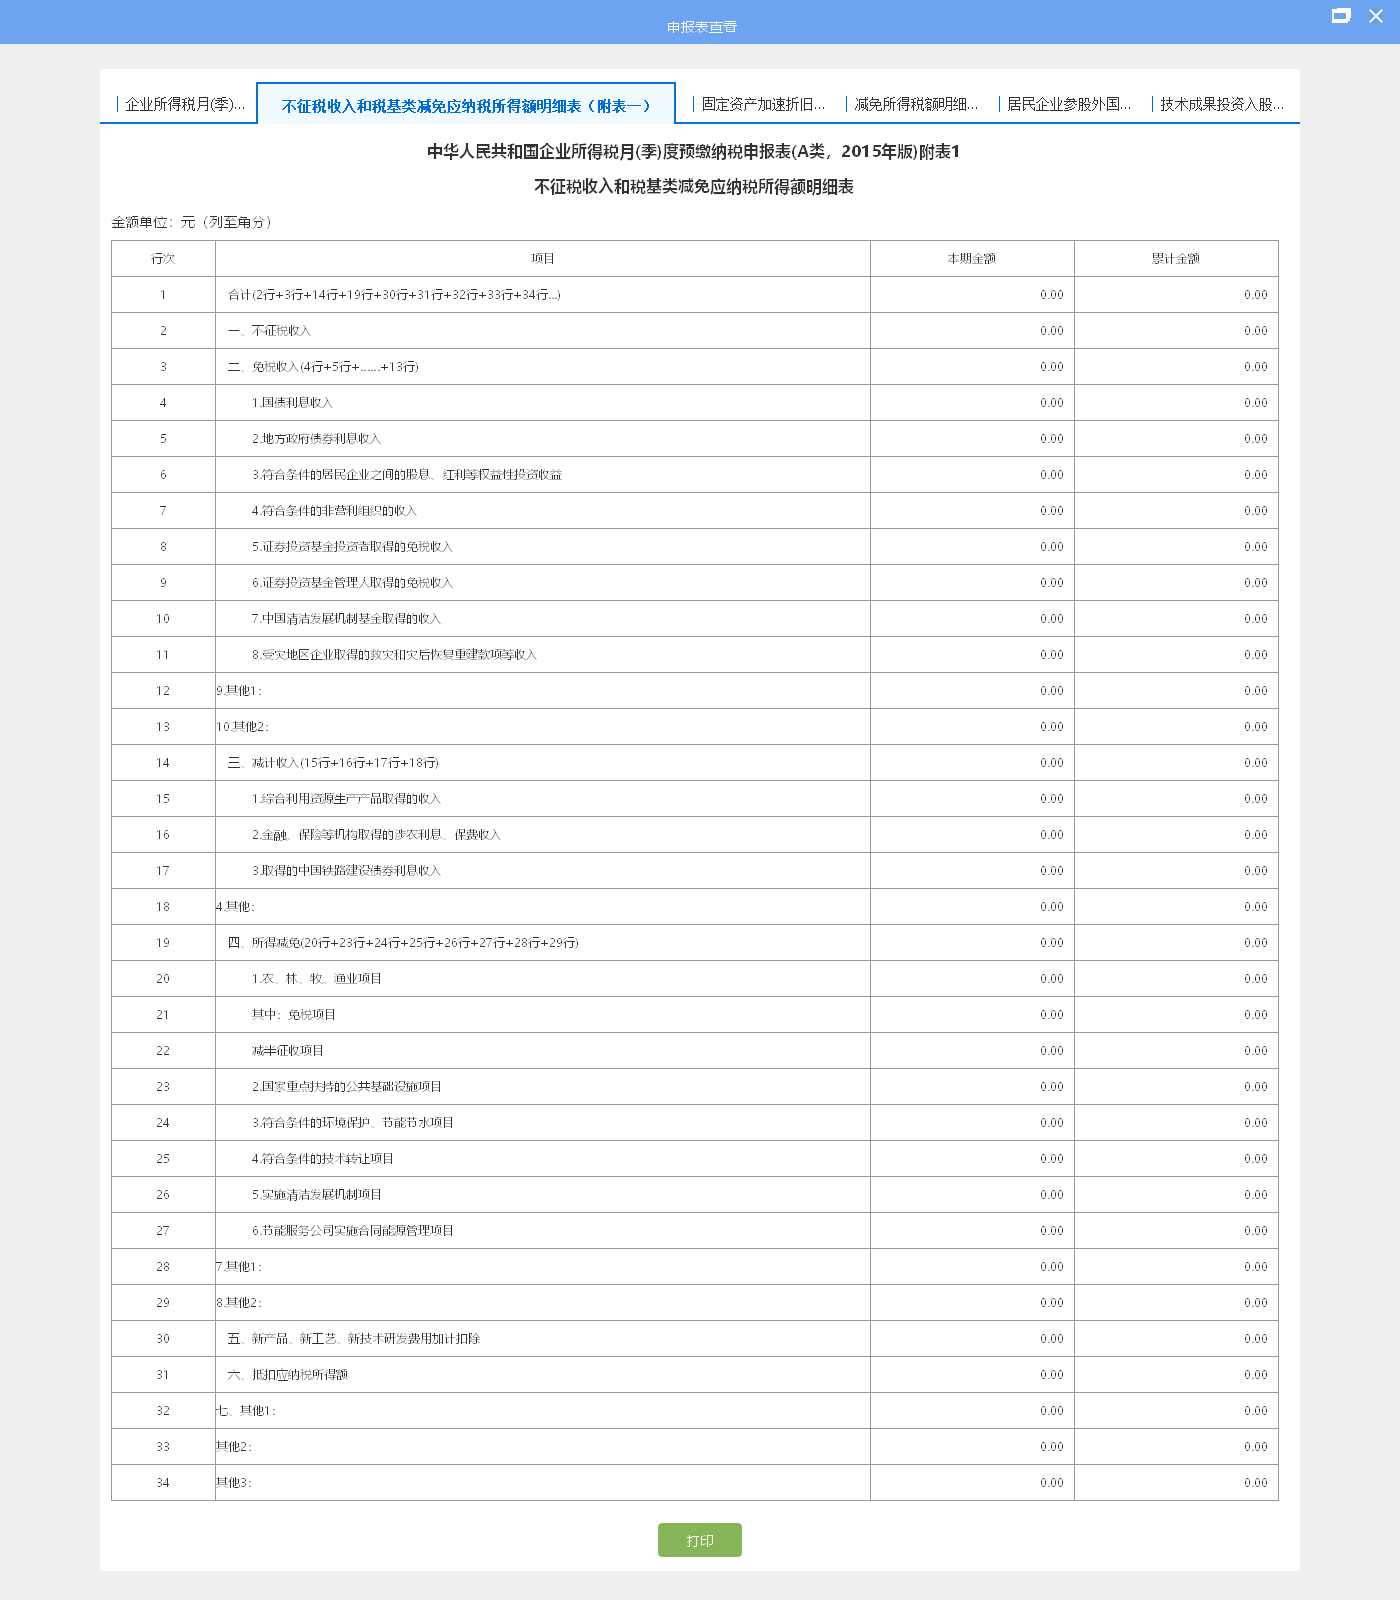 申报表查看
企业所得税月(季)...
不征税收入和税基类减免应纳税所得额明细表（附表一）
固定资产加速折旧...
减免所得税额明细...
居民企业参股外国...
技术成果投资入股...
中华人民共和国企业所得税月(季)度预缴纳税申报表(A类，2015年版)附表1
不征税收入和税基类减免应纳税所得额明细表
金额单位：元（列至角分）
行次 项目 本期金额 累计金额
1 合计(2行+3行+14行+19行+30行+31行+32行+33行+34行...) 0.00 0.00
2 一、不征税收入 0.00 0.00
3 二、免税收入(4行+5行+......+13行) 0.00 0.00
4 1.国债利息收入 0.00 0.00
5 2.地方政府债券利息收入 0.00 0.00
6 3.符合条件的居民企业之间的股息、红利等权益性投资收益 0.00 0.00
7 4.符合条件的非营利组织的收入 0.00 0.00
8 5.证券投资基金投资者取得的免税收入 0.00 0.00
9 6.证券投资基金管理人取得的免税收入 0.00 0.00
10 7.中国清洁发展机制基金取得的收入 0.00 0.00
11 8.受灾地区企业取得的救灾和灾后恢复重建款项等收入 0.00 0.00
12 9.其他1： 0.00 0.00
13 10.其他2： 0.00 0.00
14 三、减计收入(15行+16行+17行+18行) 0.00 0.00
15 1.综合利用资源生产产品取得的收入 0.00 0.00
16 2.金融、保险等机构取得的涉农利息、保费收入 0.00 0.00
17 3.取得的中国铁路建设债券利息收入 0.00 0.00
18 4.其他： 0.00 0.00
19 四、所得减免(20行+23行+24行+25行+26行+27行+28行+29行) 0.00 0.00
20 1.农、林、牧、渔业项目 0.00 0.00
21 其中：免税项目 0.00 0.00
22 减半征收项目 0.00 0.00
23 2.国家重点扶持的公共基础设施项目 0.00 0.00
24 3.符合条件的环境保护、节能节水项目 0.00 0.00
25 4.符合条件的技术转让项目 0.00 0.00
26 5.实施清洁发展机制项目 0.00 0.00
27 6.节能服务公司实施合同能源管理项目 0.00 0.00
28 7.其他1： 0.00 0.00
29 8.其他2： 0.00 0.00
30 五、新产品、新工艺、新技术研发费用加计扣除 0.00 0.00
31 六、抵扣应纳税所得额 0.00 0.00
32 七、其他1： 0.00 0.00
33 其他2： 0.00 0.00
34 其他3： 0.00 0.00
打印